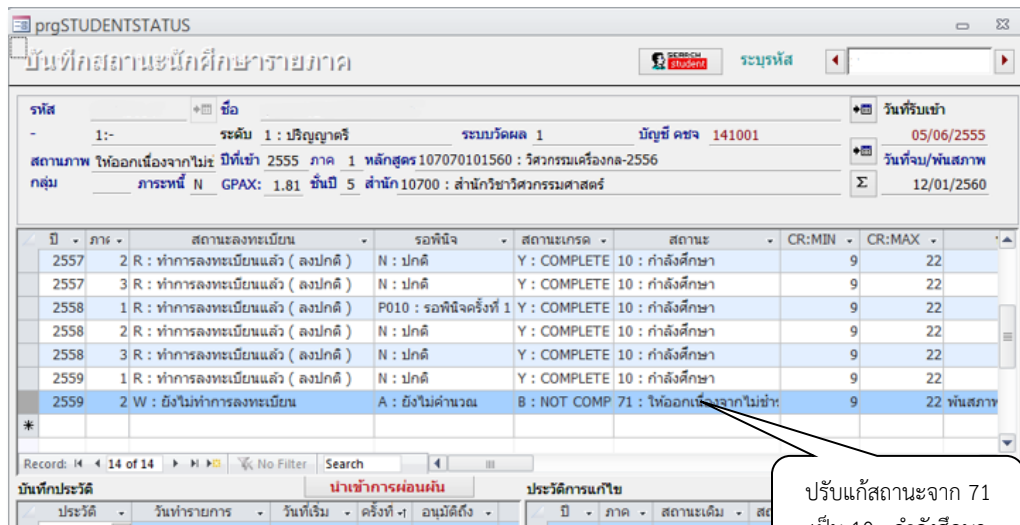 prgSTUDENTSTATUS
บันทึกสถานะนักศึกษารายภาค
SEARCH student
ระบุรหัส
รหัส ชื่อ วันที่รับเข้า
- 1:- ระดับ 1 : ปริญญาตรี ระบบวัดผล 1 บัญชี คชจ 141001 05/06/2555
สถานภาพ ให้ออกเนื่องจากไม่ช ปีที่เข้า 2555 ภาค 1 หลักสูตร 107070101560 : วิศวกรรมเครื่องกล-2556 วันที่จบ/พ้นสภาพ
กลุ่ม ภาระหนี้ N GPAX: 1.81 ชั้นปี 5 สำนัก 10700 : สำนักวิชาวิศวกรรมศาสตร์ Σ 12/01/2560
ปี ภาค สถานะลงทะเบียน รอพินิจ สถานะเกรด สถานะ CR:MIN CR:MAX
2557 2 R : ทำการลงทะเบียนแล้ว ( ลงปกติ ) N : ปกติ Y : COMPLETE 10 : กำลังศึกษา 9 22
2557 3 R : ทำการลงทะเบียนแล้ว ( ลงปกติ ) N : ปกติ Y : COMPLETE 10 : กำลังศึกษา 9 22
2558 1 R : ทำการลงทะเบียนแล้ว ( ลงปกติ ) P010 : รอพินิจครั้งที่ 1 Y : COMPLETE 10 : กำลังศึกษา 9 22
2558 2 R : ทำการลงทะเบียนแล้ว ( ลงปกติ ) N : ปกติ Y : COMPLETE 10 : กำลังศึกษา 9 22
2558 3 R : ทำการลงทะเบียนแล้ว ( ลงปกติ ) N : ปกติ Y : COMPLETE 10 : กำลังศึกษา 9 22
2559 1 R : ทำการลงทะเบียนแล้ว ( ลงปกติ ) N : ปกติ Y : COMPLETE 10 : กำลังศึกษา 9 22
2559 2 W : ยังไม่ทำการลงทะเบียน A : ยังไม่คำนวณ B : NOT COMP 71 : ให้ออกเนื่องจากไม่ชำร 9 22 พ้นสภาพ
Record: 14 of 14 No Filter Search
บันทึกประวัติ นำเข้าการผ่อนผัน ประวัติการแก้ไข
ประวัติ วันทำรายการ วันที่เริ่ม ครั้งที่ อนุมัติถึง ปี ภาค สถานะเดิม
ปรับแก้สถานะจาก 71